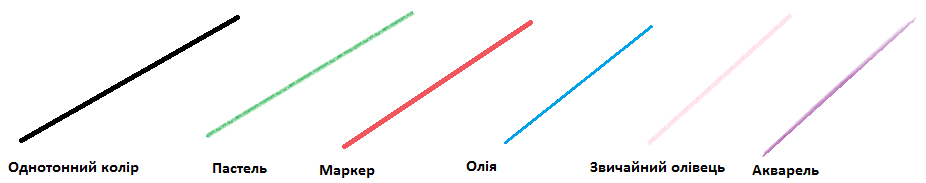 Однотонний колір
Пастель
Маркер
Олія
Звичайний олівець
Акварель